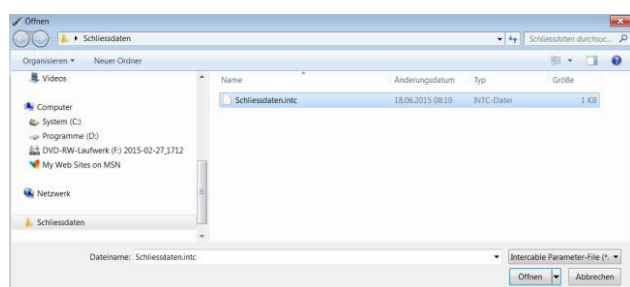 Öffnen
Schliessdaten
Schliessdaten durchsuc...
Organisieren
Neuer Ordner
Videos
Computer
System (C:)
Programme (D:)
DVD-RW-Laufwerk (F:) 2015-02-27_1712
My Web Sites on MSN
Netzwerk
Schliessdaten
Name
Änderungsdatum
Typ
Größe
Schliessdaten.intc
18.06.2015 08:19
INTC-Datei
1 KB
Dateiname:
Schliessdaten.intc
Intercable Parameter-File (*.
Öffnen
Abbrechen